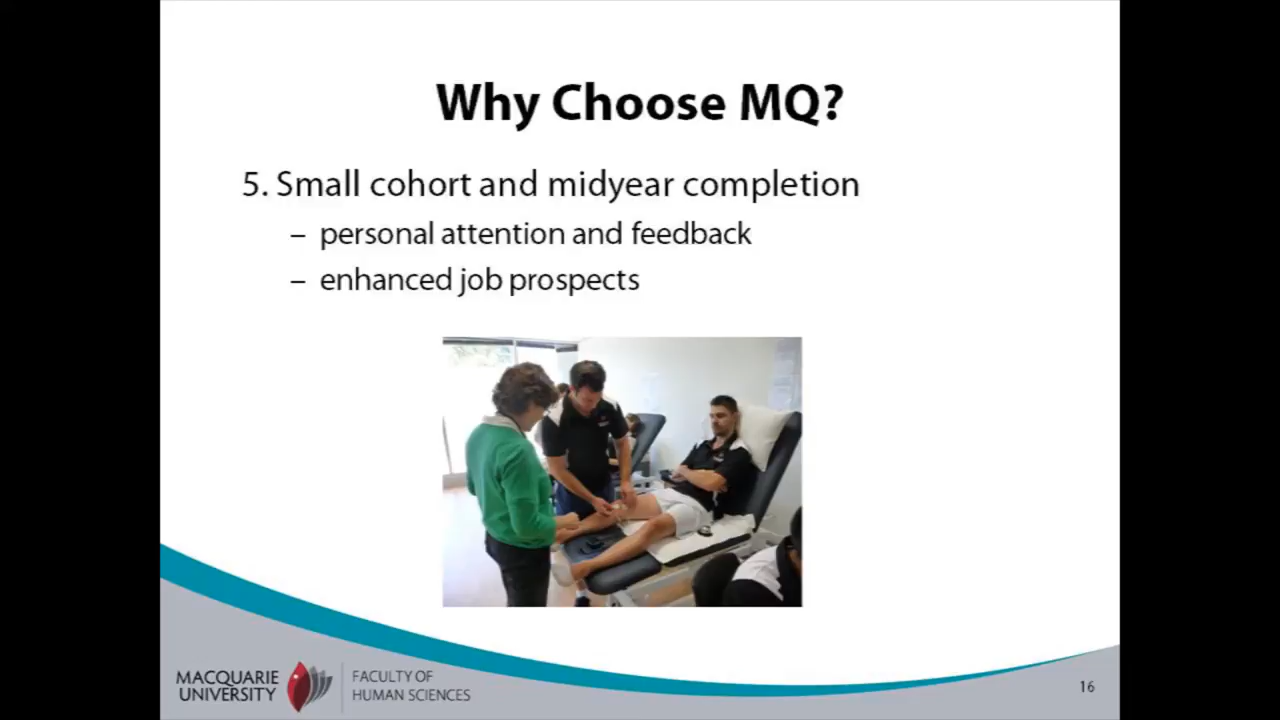 Why Choose MQ?
5. Small cohort and midyear completion
– personal attention and feedback
– enhanced job prospects
MACQUARIE
UNIVERSITY
FACULTY OF
HUMAN SCIENCES
16